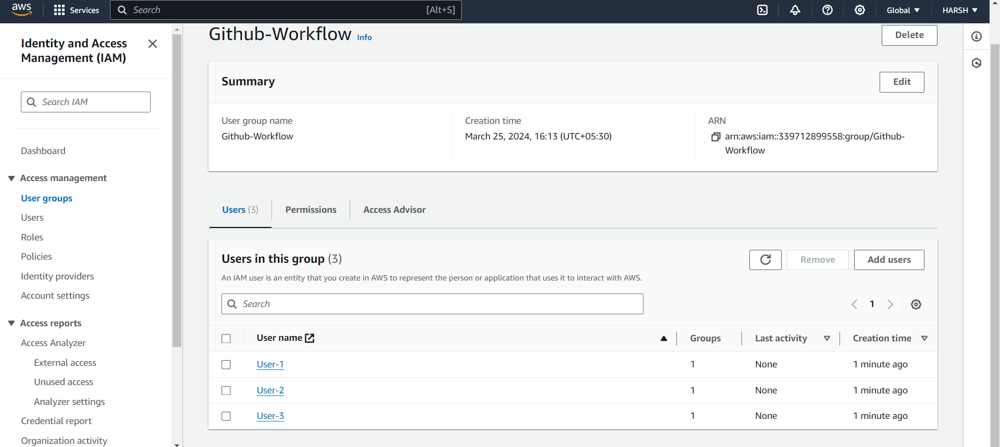 aws Services Search [Alt+S] Global HARSH
Identity and Access
Management (IAM)
Search IAM
Dashboard
Access management
User groups
Users
Roles
Policies
Identity providers
Account settings
Access reports
Access Analyzer
External access
Unused access
Analyzer settings
Credential report
Organization activity
Github-Workflow Info
Delete
Summary
Edit
User group name
Github-Workflow
Creation time
March 25, 2024, 16:13 (UTC+05:30)
ARN
arn:aws:iam::339712899558:group/Github-
Workflow
Users (3) Permissions Access Advisor
Users in this group (3)
Remove Add users
An IAM user is an entity that you create in AWS to represent the person or application that uses it to interact with AWS.
Search
1
User name Groups Last activity Creation time
User-1 1 None 1 minute ago
User-2 1 None 1 minute ago
User-3 1 None 1 minute ago